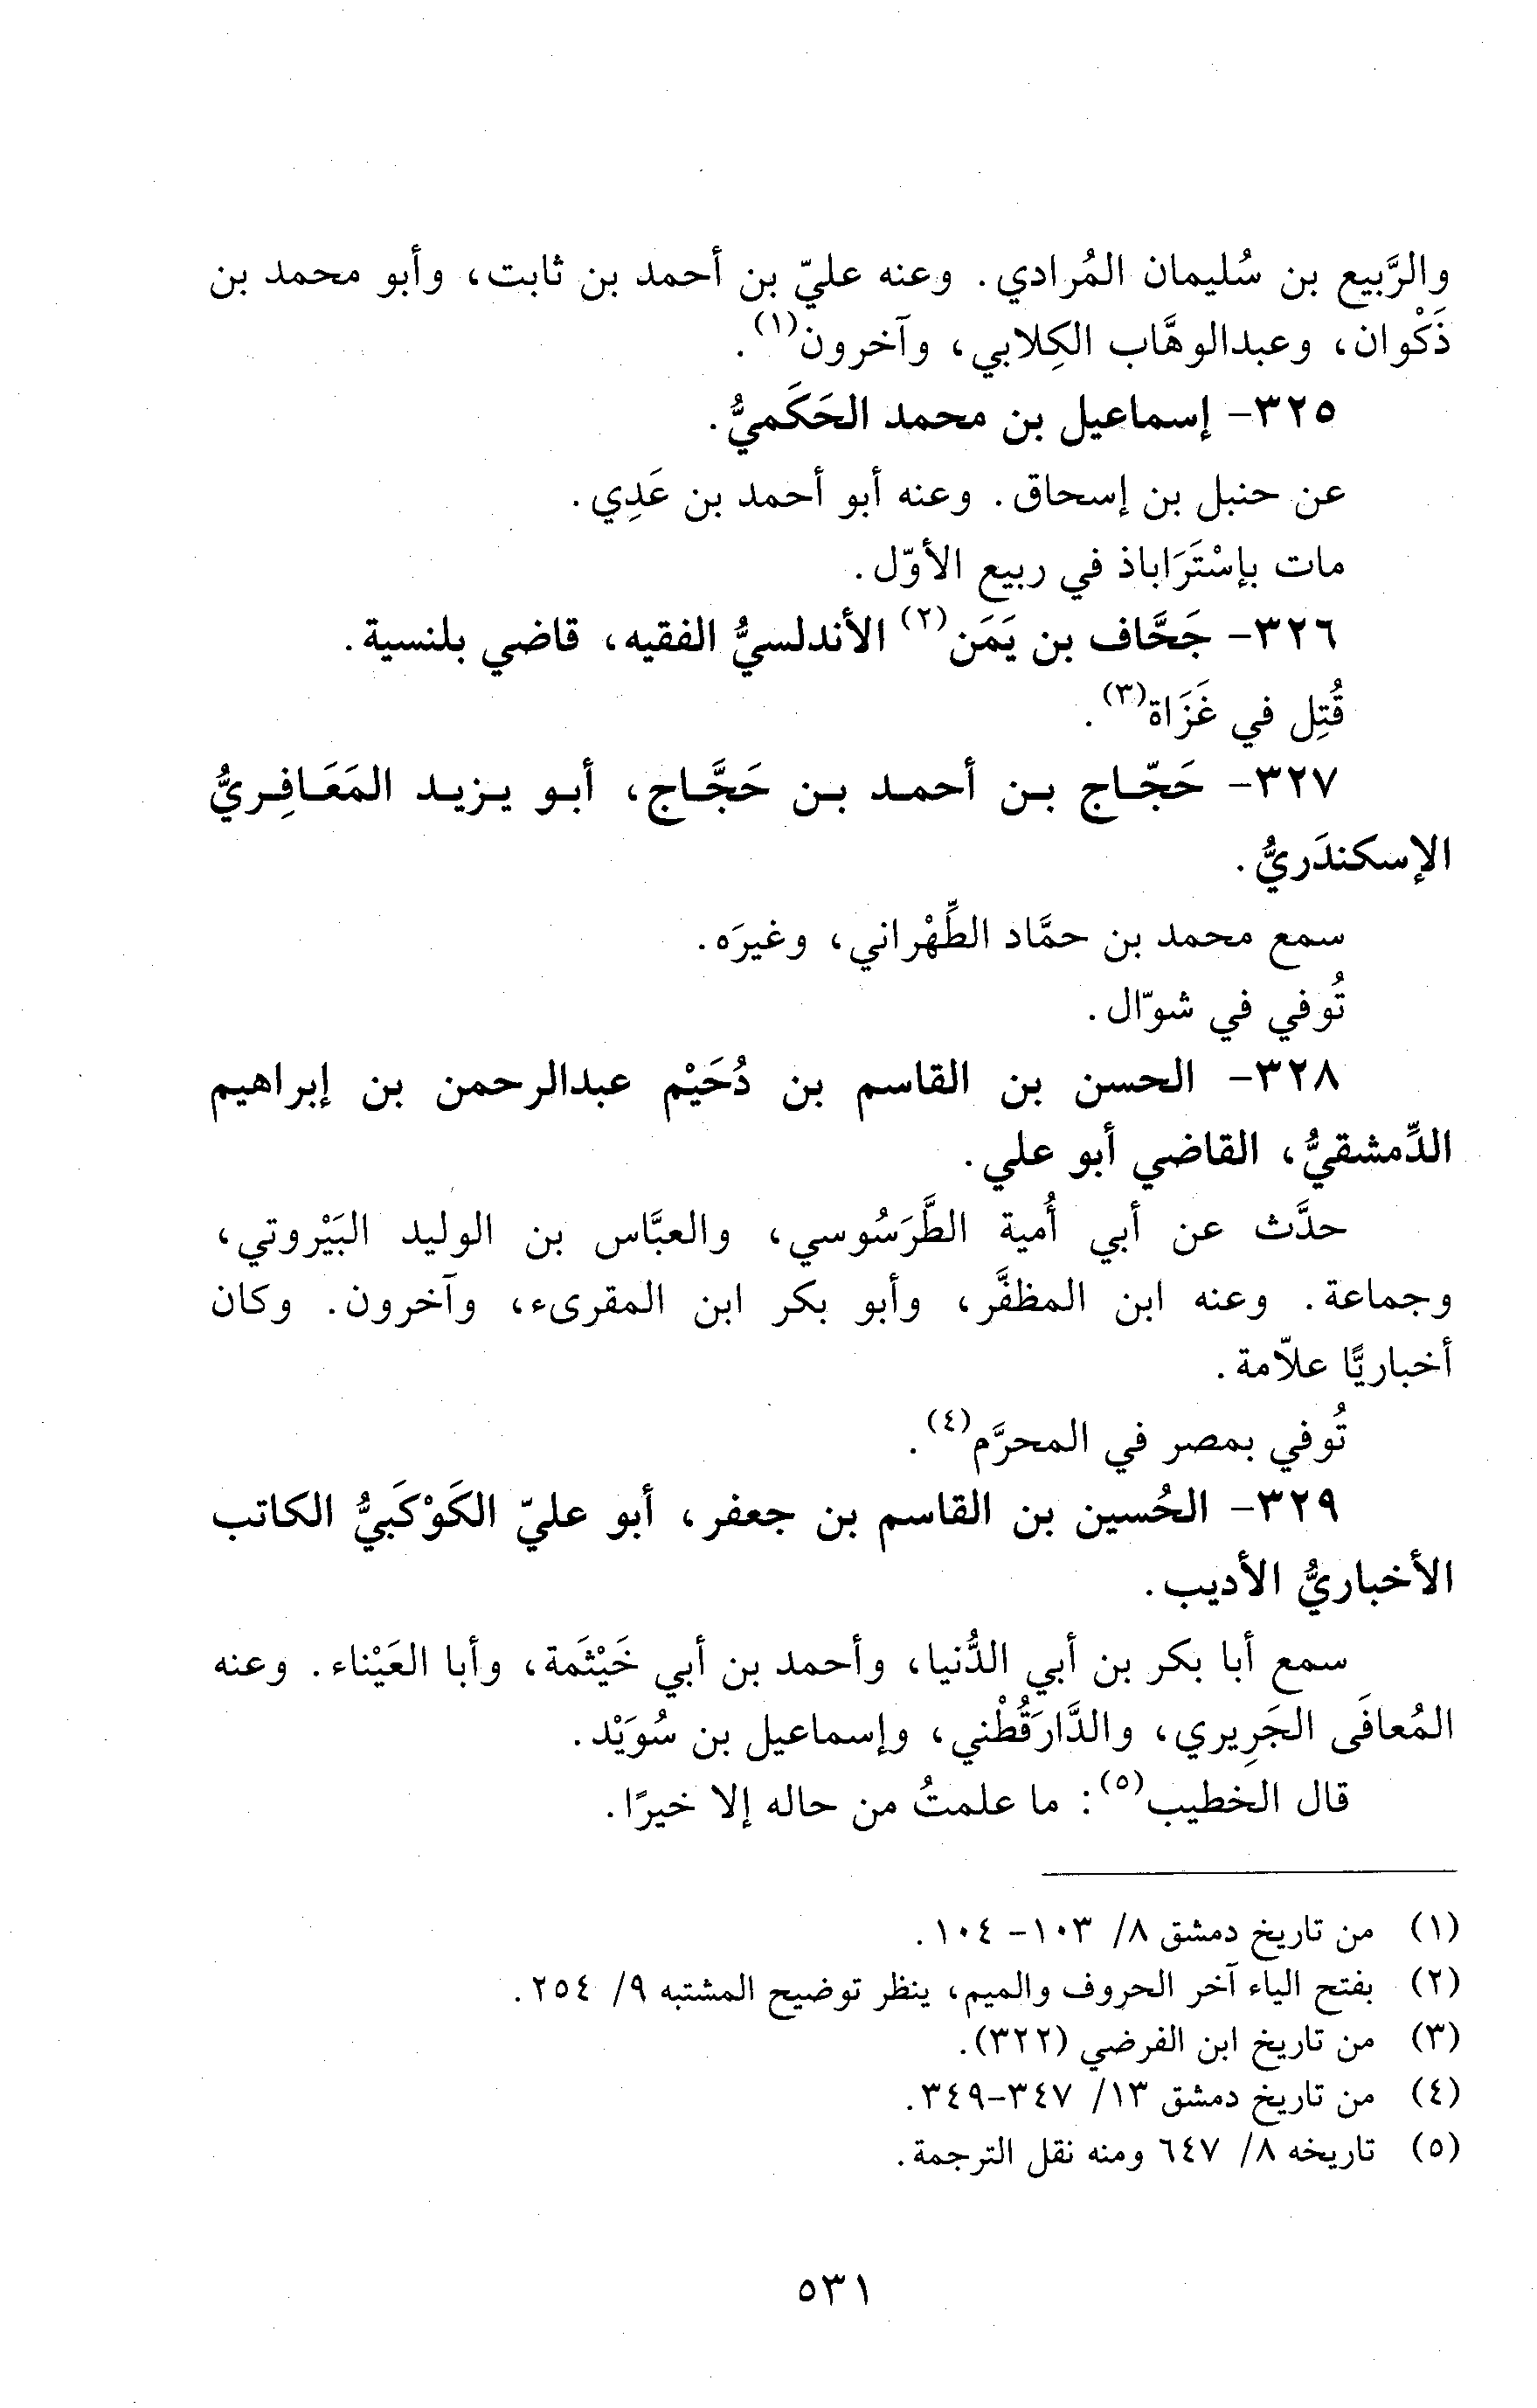 والرَّبيع بن سُليمان المُرادي. وعنه عليّ بن أحمد بن ثابت، وأبو محمد بن
ذَكْوان، وعبدالوهَّاب الكِلابي، وآخرون(١).
٣٢٥- إسماعيل بن محمد الحَكَميُّ.
عن حنبل بن إسحاق. وعنه أبو أحمد بن عَدِي.
مات بإسْتَرَاباذ في ربيع الأوّل.
٣٢٦- جَحَّاف بن يَمَن(٢) الأندلسيُّ الفقيه، قاضي بلنسية.
قُتِل في غَزَاة(٣).
٣٢٧- حَجّاج بن أحمد بن حَجَّاج، أبو يزيد المَعَافِريُّ
الإسكندَريُّ.
سمع محمد بن حمَّاد الطِّهْراني، وغيرَه.
تُوفي في شوّال.
٣٢٨- الحسن بن القاسم بن دُحَيْم عبدالرحمن بن إبراهيم
الدِّمشقيُّ، القاضي أبو علي.
حدَّث عن أبي أُمية الطَّرَسُوسي، والعبَّاس بن الوليد البَيْروتي،
وجماعة. وعنه ابن المظفَّر، وأبو بكر ابن المقرىء، وآخرون. وكان
أخباريًّا علاّمة.
تُوفي بمصر في المحرَّم(٤).
٣٢٩- الحُسين بن القاسم بن جعفر، أبو عليّ الكَوْكَبيُّ الكاتب
الأخباريُّ الأديب.
سمع أبا بكر بن أبي الدُّنيا، وأحمد بن أبي خَيْثَمة، وأبا العَيْناء. وعنه
المُعافَى الجَرِيري، والدَّارَقُطْني، وإسماعيل بن سُوَيْد.
قال الخطيب(٥): ما علمتُ من حاله إلا خيرًا.
(١) من تاريخ دمشق ٨/ ١٠٣- ١٠٤.
(٢) بفتح الياء آخر الحروف والميم، ينظر توضيح المشتبه ٩/ ٢٥٤.
(٣) من تاريخ ابن الفرضي (٣٢٢).
(٤) من تاريخ دمشق ١٣/ ٣٤٧-٣٤٩.
(٥) تاريخه ٨/ ٦٤٧ ومنه نقل الترجمة.
٥٣١